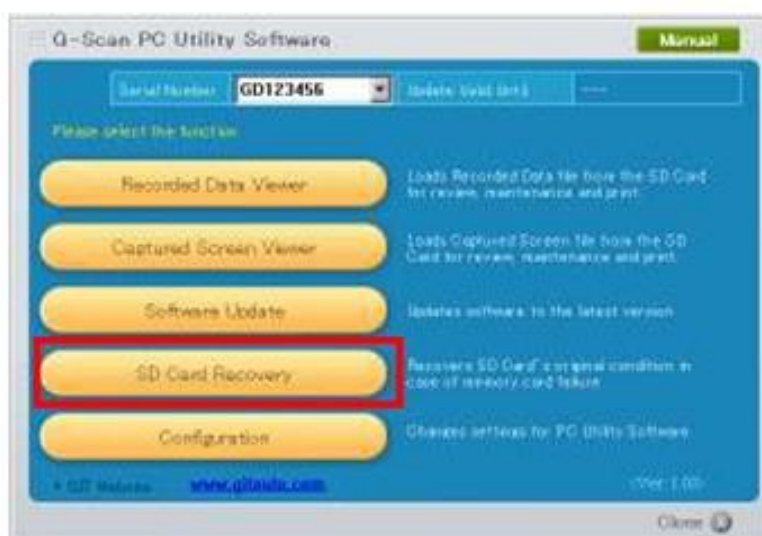 G-Scan PC Utility Software
Manual
Serial Number GD123456 Update Valid Until ---
Please select the function
Recorded Data Viewer
Loads Recorded Data file from the SD Card
for review, maintenance and print.
Captured Screen Viewer
Loads Captured Screen file from the SD
Card for review, maintenance and print.
Software Update
Updates software to the latest version
SD Card Recovery
Recovers SD Card's original condition in
case of memory card failure
Configuration
Changes settings for PC Utility Software
GIT Website www.gitauto.com
<Ver 1.00>
Close